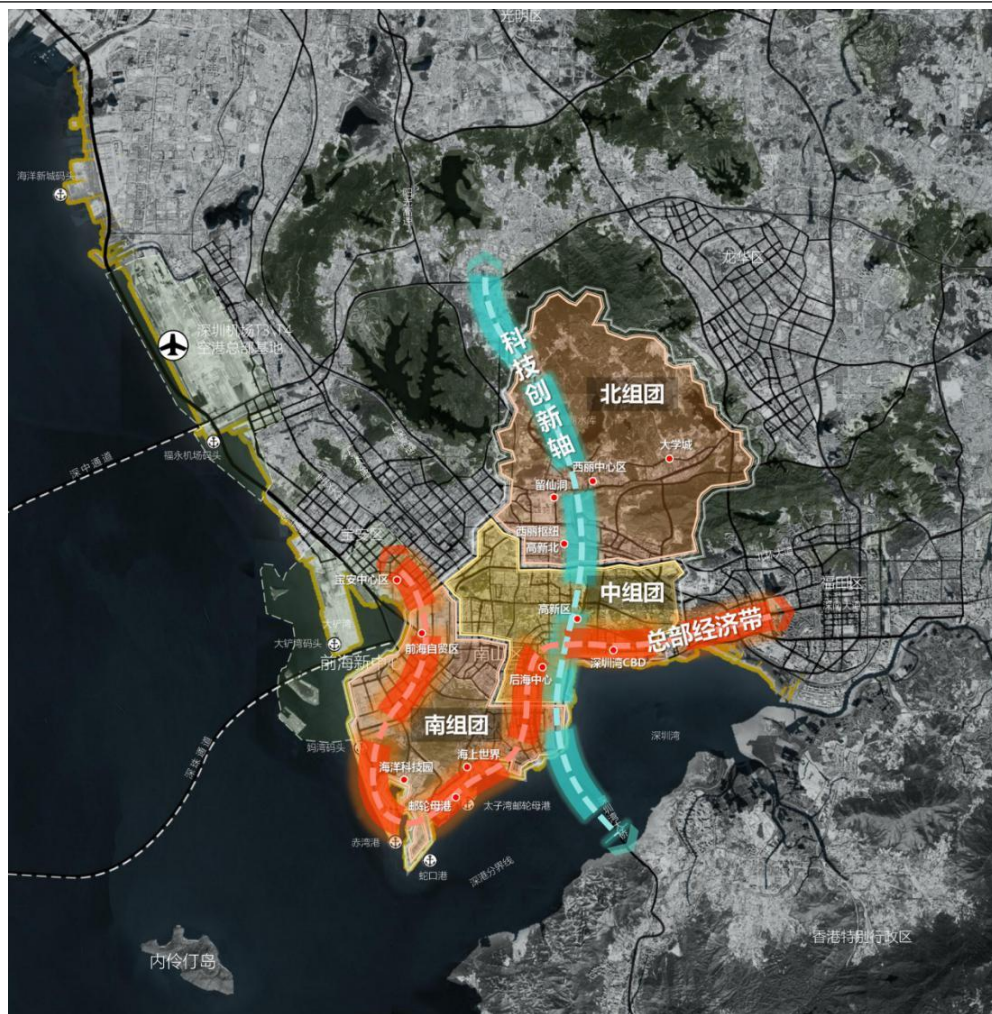 光明区
海洋新城码头
龙华区
深圳机场T3、T4
空港总部基地
科技创新轴
北组团
大学城
西丽中心区
留仙洞
福永机场码头
深中通道
西丽枢纽
高新北
宝安区
宝安中心区
中组团
福田区
高新区
总部经济带
大铲湾
大铲湾码头
前海新中心
前海自贸区
南山
深圳湾CBD
后海中心
南组团
深圳湾
妈湾码头
海上世界
海洋科技园
深珠通道
邮轮母港
太子湾邮轮母港
赤湾港
蛇口港
深港分界线
香港特别行政区
内伶仃岛